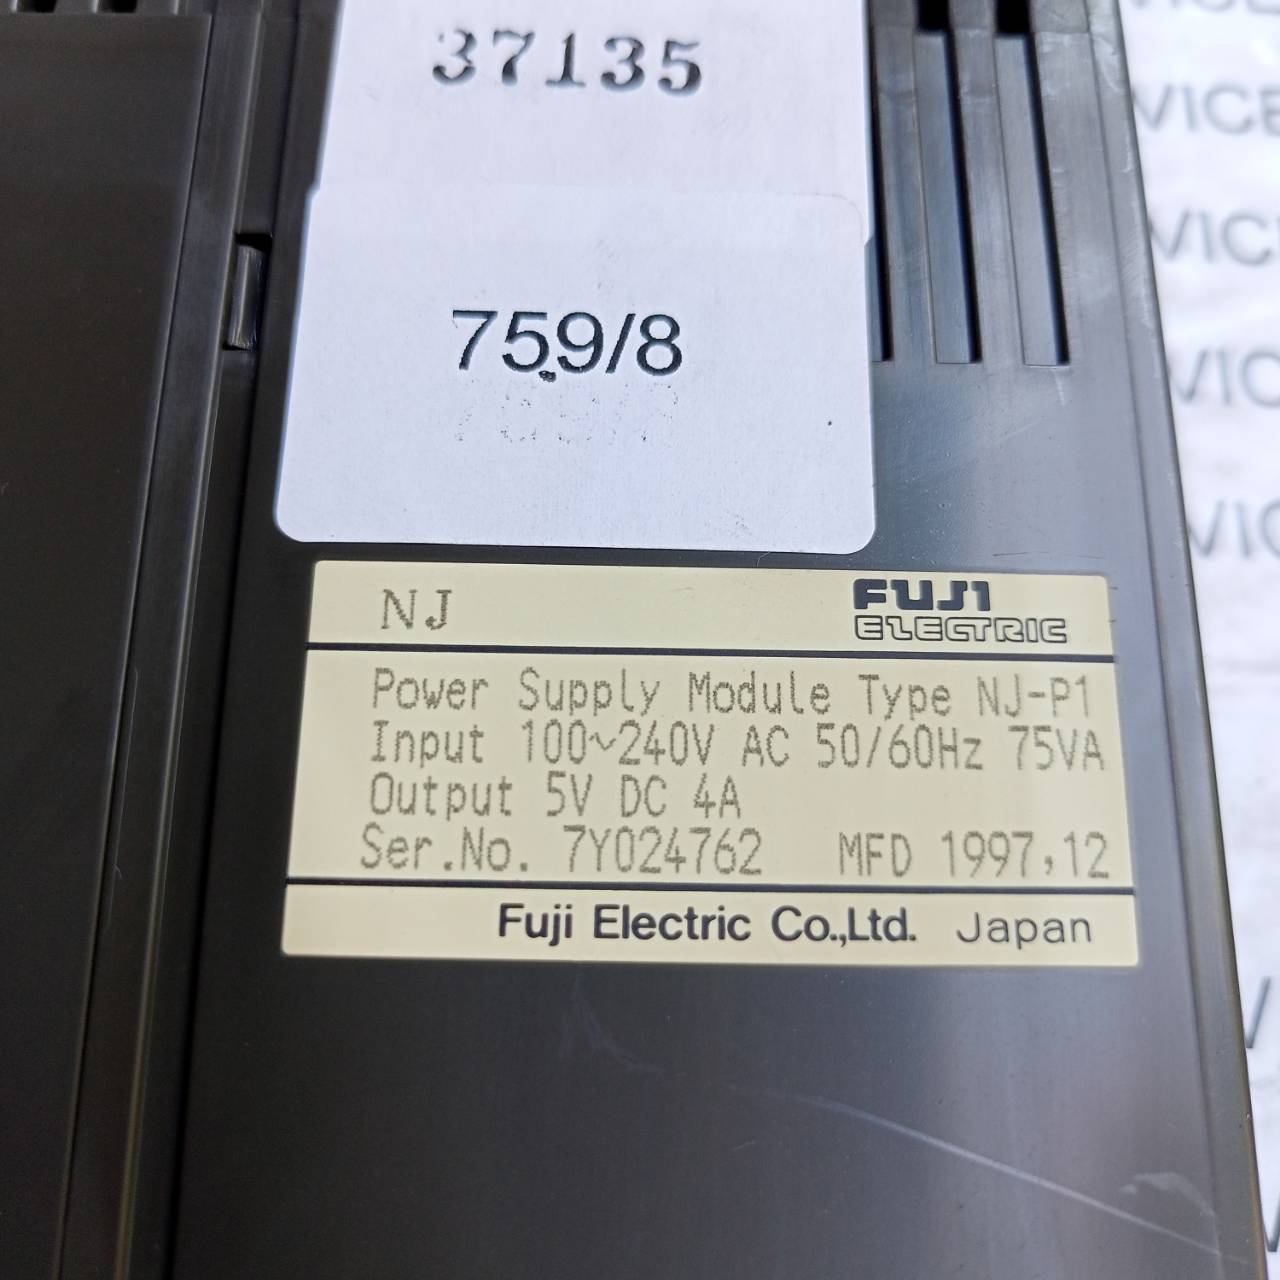 37135
759/8
NJ FUJI
ELECTRIC
Power Supply Module Type NJ-P1
Input 100~240V AC 50/60Hz 75VA
Output 5V DC 4A
Ser.No. 7Y024762 MFD 1997,12
Fuji Electric Co.,Ltd. Japan